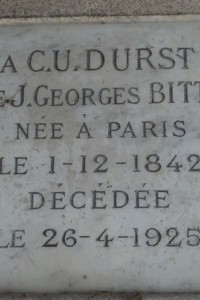 A C.U. DURST
J. GEORGES BITT
NÉE À PARIS
LE 1-12-1842
DÉCÉDÉE
LE 26-4-1925